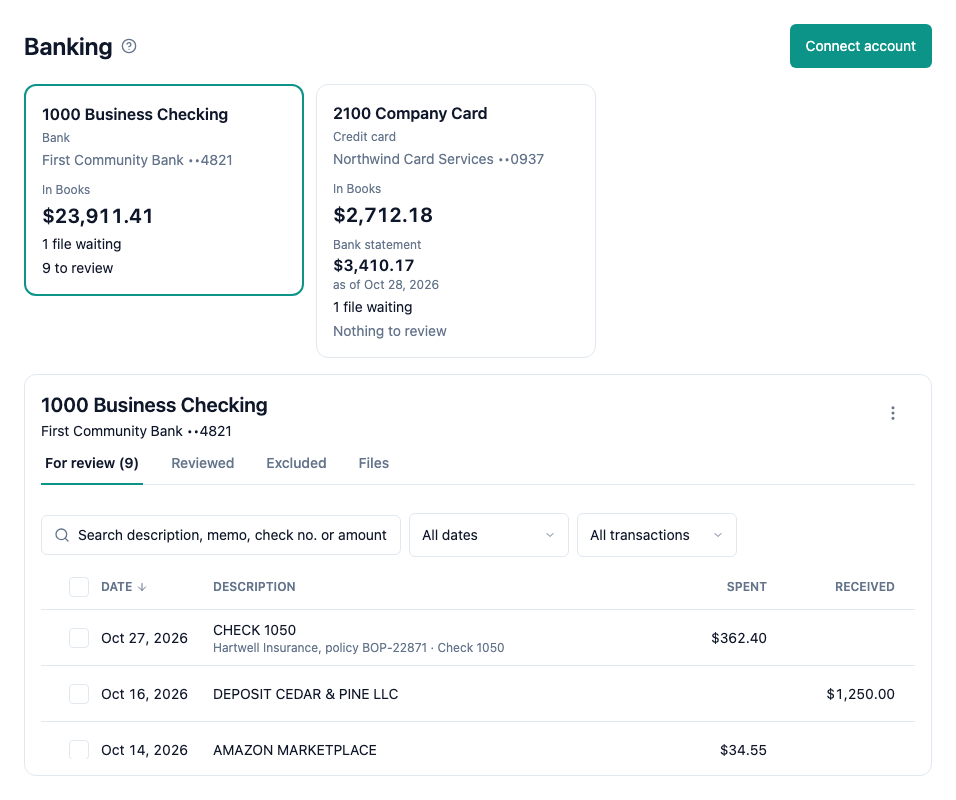 Banking
Connect account
1000 Business Checking
Bank
First Community Bank ••4821
In Books
$23,911.41
1 file waiting
9 to review
2100 Company Card
Credit card
Northwind Card Services ••0937
In Books
$2,712.18
Bank statement
$3,410.17
as of Oct 28, 2026
1 file waiting
Nothing to review
1000 Business Checking
First Community Bank ••4821
For review (9) Reviewed Excluded Files
Search description, memo, check no. or amount All dates All transactions
DATE ↓ DESCRIPTION SPENT RECEIVED
Oct 27, 2026 CHECK 1050 $362.40
Hartwell Insurance, policy BOP-22871 · Check 1050
Oct 16, 2026 DEPOSIT CEDAR & PINE LLC $1,250.00
Oct 14, 2026 AMAZON MARKETPLACE $34.55